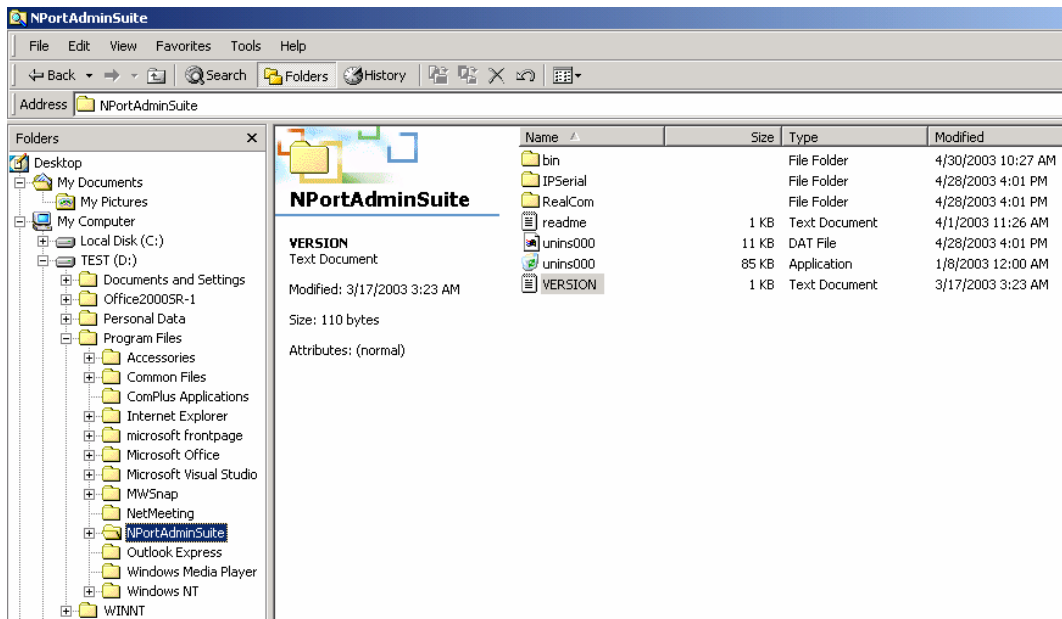 NPortAdminSuite
File Edit View Favorites Tools Help
Back Search Folders History
Address NPortAdminSuite
Folders x
Desktop
My Documents
My Pictures
My Computer
Local Disk (C:)
TEST (D:)
Documents and Settings
Office2000SR-1
Personal Data
Program Files
Accessories
Common Files
ComPlus Applications
Internet Explorer
microsoft frontpage
Microsoft Office
Microsoft Visual Studio
MWSnap
NetMeeting
NPortAdminSuite
Outlook Express
Windows Media Player
Windows NT
WINNT
NPortAdminSuite
VERSION
Text Document
Modified: 3/17/2003 3:23 AM
Size: 110 bytes
Attributes: (normal)
Name Size Type Modified
bin File Folder 4/30/2003 10:27 AM
IPSerial File Folder 4/28/2003 4:01 PM
RealCom File Folder 4/28/2003 4:01 PM
readme 1 KB Text Document 4/1/2003 11:26 AM
unins000 11 KB DAT File 4/28/2003 4:01 PM
unins000 85 KB Application 1/8/2003 12:00 AM
VERSION 1 KB Text Document 3/17/2003 3:23 AM